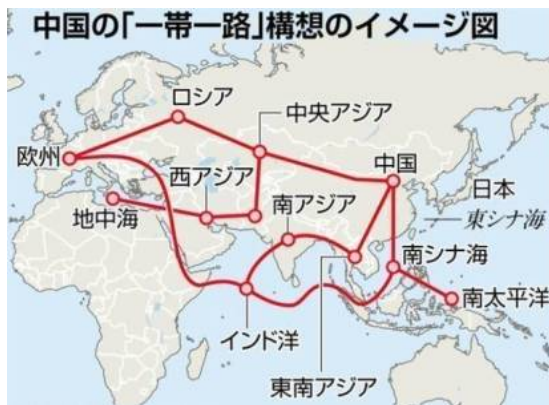 中国の「一帯一路」構想のイメージ図
ロシア
中央アジア
欧州
中国
西アジア
日本
南アジア
地中海
東シナ海
南シナ海
南太平洋
インド洋
東南アジア